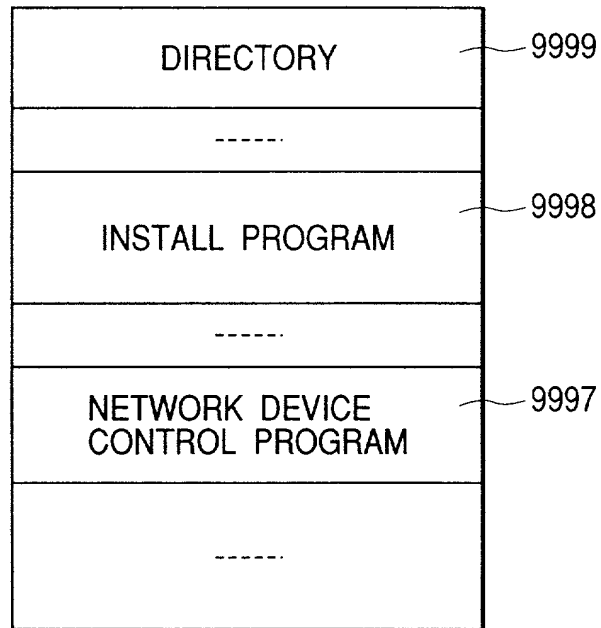 DIRECTORY 9999
------
INSTALL PROGRAM 9998
------
NETWORK DEVICE 9997
CONTROL PROGRAM
------